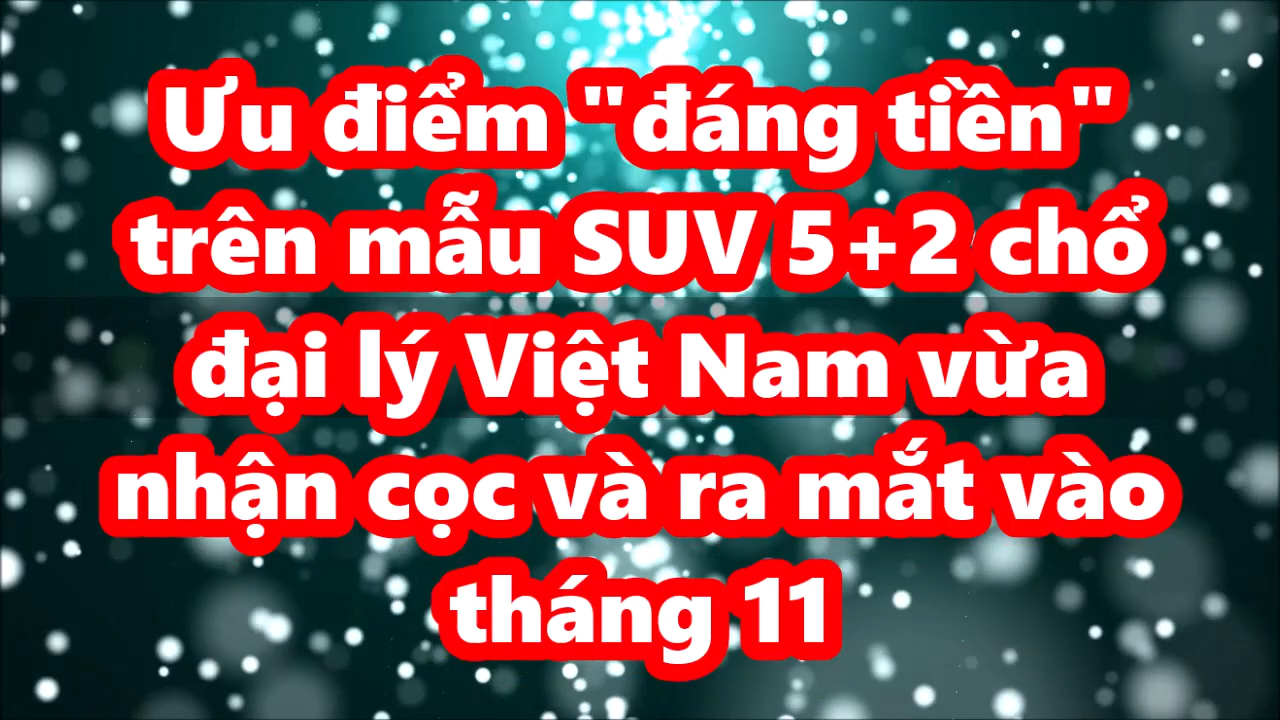 Ưu điểm "đáng tiền"
trên mẫu SUV 5+2 chổ
đại lý Việt Nam vừa
nhận cọc và ra mắt vào
tháng 11